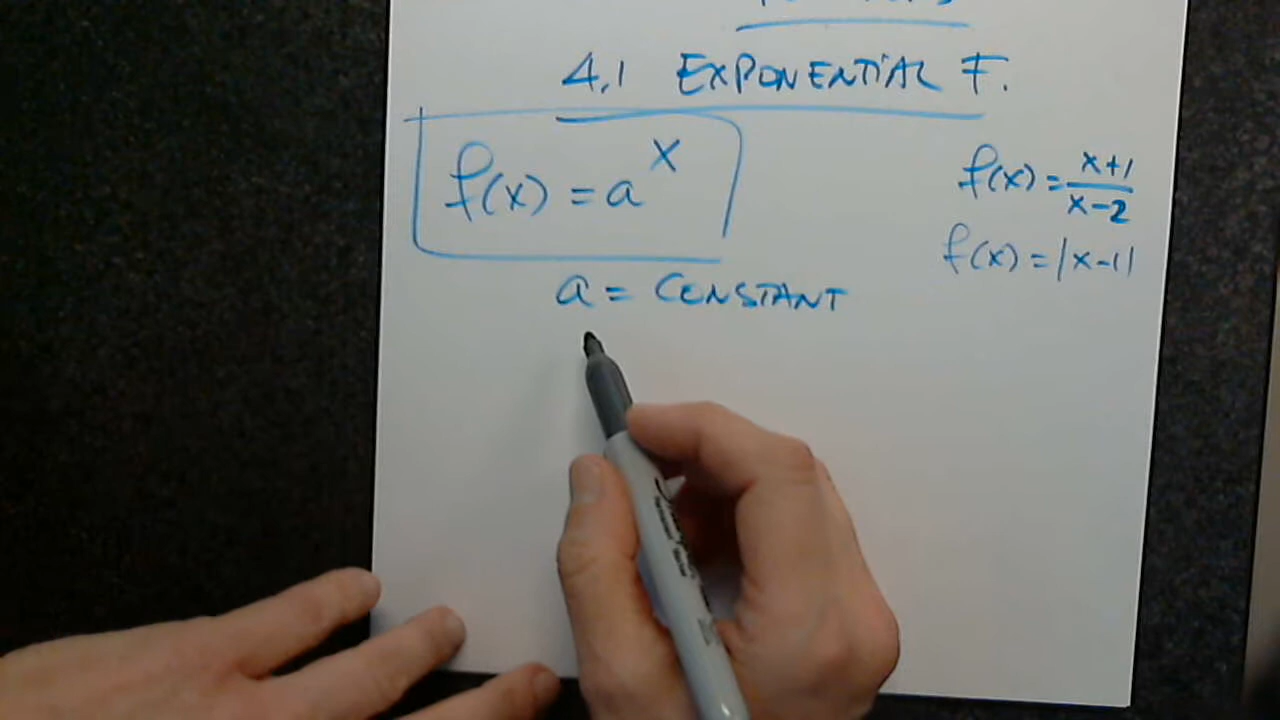 4.1 EXPONENTIAL F.
f(x) = a^x
a = CONSTANT
f(x) = x+1/x-2
f(x) = |x-1|